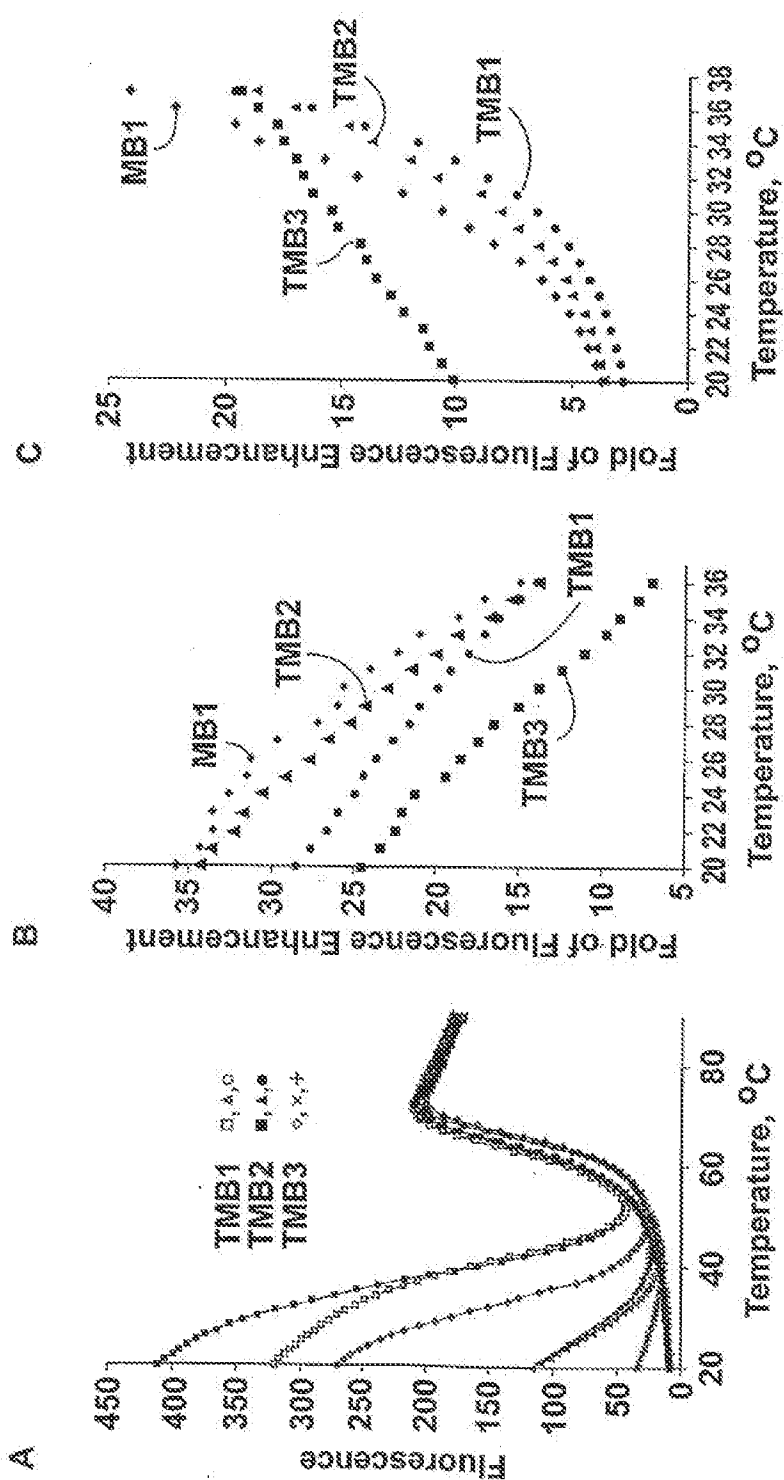 A
Fluorescence
450
400
350
300
250
200
150
100
50
0
20 40 60 80
Temperature, °C
TMB1 □, ▵, ○
TMB2 ■, ▲, ●
TMB3 ◇, ×, +
B
Fold of Fluorescence Enhancement
40
35
30
25
20
15
10
5
20 22 24 26 28 30 32 34 36
Temperature, °C
MB1
TMB2
TMB1
TMB3
C
Fold of Fluorescence Enhancement
25
20
15
10
5
0
20 22 24 26 28 30 32 34 36 38
Temperature, °C
MB1
TMB3
TMB2
TMB1